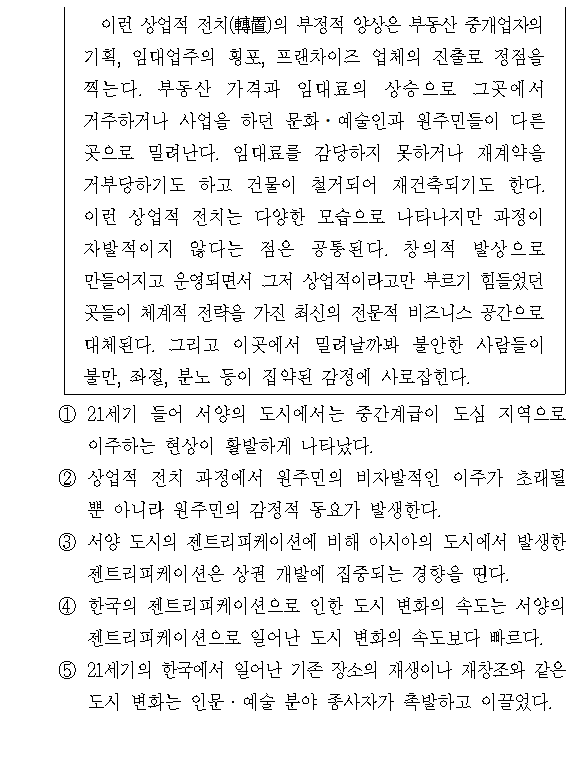 이런 상업적 전치(轉置)의 부정적 양상은 부동산 중개업자의
기획, 임대업주의 횡포, 프랜차이즈 업체의 진출로 정점을
찍는다. 부동산 가격과 임대료의 상승으로 그곳에서
거주하거나 사업을 하던 문화·예술인과 원주민들이 다른
곳으로 밀려난다. 임대료를 감당하지 못하거나 재계약을
거부당하기도 하고 건물이 철거되어 재건축되기도 한다.
이런 상업적 전치는 다양한 모습으로 나타나지만 과정이
자발적이지 않다는 점은 공통된다. 창의적 발상으로
만들어지고 운영되면서 그저 상업적이라고만 부르기 힘들었던
곳들이 체계적 전략을 가진 최신의 전문적 비즈니스 공간으로
대체된다. 그리고 이곳에서 밀려날까봐 불안한 사람들이
불만, 좌절, 분노 등이 집약된 감정에 사로잡힌다.
① 21세기 들어 서양의 도시에서는 중간계급이 도심 지역으로
이주하는 현상이 활발하게 나타났다.
② 상업적 전치 과정에서 원주민의 비자발적인 이주가 초래될
뿐 아니라 원주민의 감정적 동요가 발생한다.
③ 서양 도시의 젠트리피케이션에 비해 아시아의 도시에서 발생한
젠트리피케이션은 상권 개발에 집중되는 경향을 띤다.
④ 한국의 젠트리피케이션으로 인한 도시 변화의 속도는 서양의
젠트리피케이션으로 일어난 도시 변화의 속도보다 빠르다.
⑤ 21세기의 한국에서 일어난 기존 장소의 재생이나 재창조와 같은
도시 변화는 인문·예술 분야 종사자가 촉발하고 이끌었다.